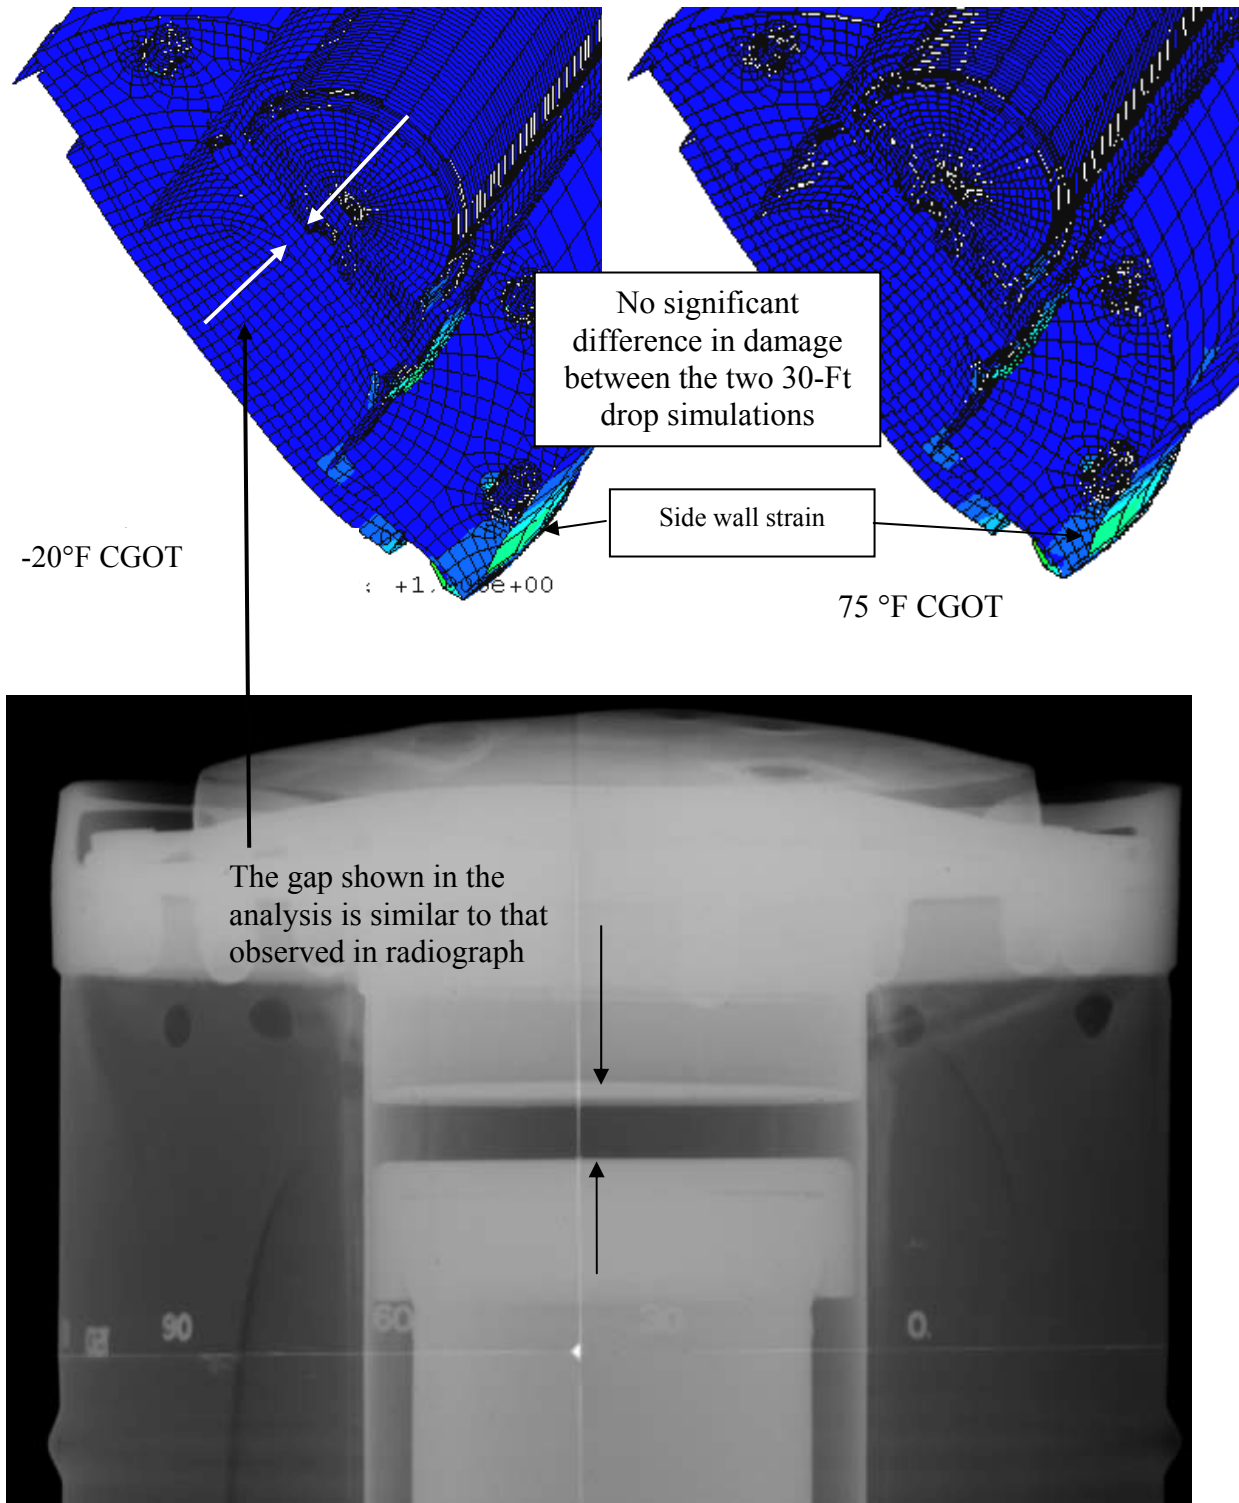 No significant
difference in damage
between the two 30-Ft
drop simulations
Side wall strain
-20°F CGOT
75 °F CGOT
The gap shown in the
analysis is similar to that
observed in radiograph
90
60
30
0.